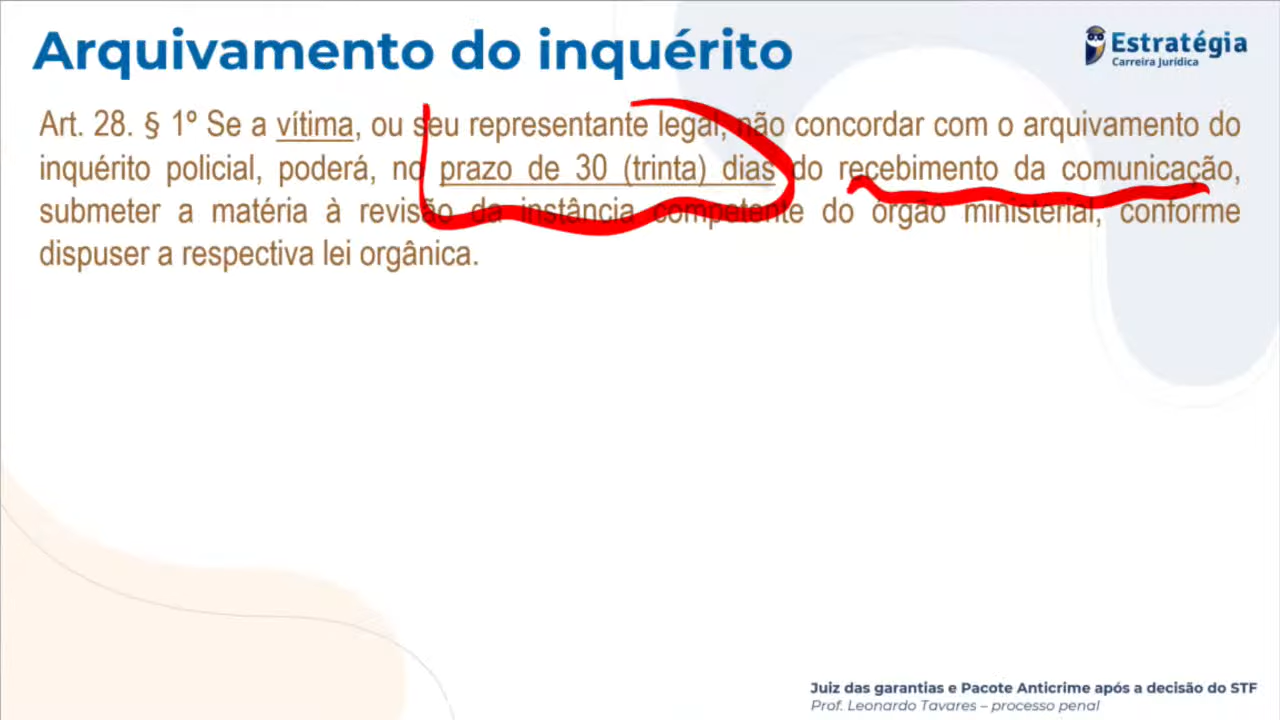 Arquivamento do inquérito
Estratégia
Carreira Jurídica
Art. 28. § 1º Se a vítima, ou seu representante legal, não concordar com o arquivamento do
inquérito policial, poderá, no prazo de 30 (trinta) dias do recebimento da comunicação,
submeter a matéria à revisão da instância competente do órgão ministerial, conforme
dispuser a respectiva lei orgânica.
Juiz das garantias e Pacote Anticrime após a decisão do STF
Prof. Leonardo Tavares – processo penal